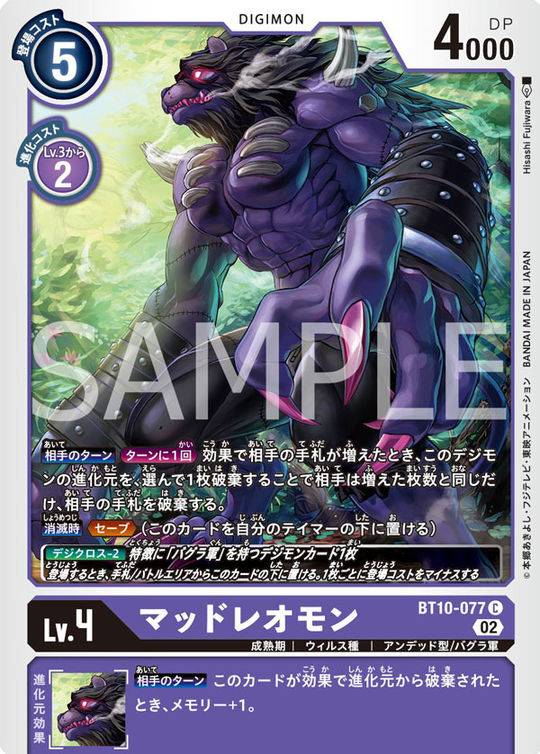 DIGIMON
登場コスト
5
4000
DP
進化コスト
Lv.3から
2
Hisashi Fujiwara
BANDAI MADE IN JAPAN
©本郷あきよし・フジテレビ・東映アニメーション
SAMPLE
相手のターン ターンに1回 効果で相手の手札が増えたとき、このデジモ
ンの進化元を、選んで1枚破棄することで相手は増えた枚数と同じだ
け、相手の手札を破棄する。
消滅時 セーブ (このカードを自分のテイマーの下に置ける)
デジクロス-2 特徴に「バグラ軍」を持つデジモンカード1枚
登場するとき、手札/バトルエリアからこのカードの下に置ける。1枚ごとに登場コストをマイナスする
Lv.4
マッドレオモン
BT10-077 C
02
成熟期 | ウィルス種 | アンデッド型/バグラ軍
進化元効果
相手のターン このカードが効果で進化元から破棄された
とき、メモリー+1。